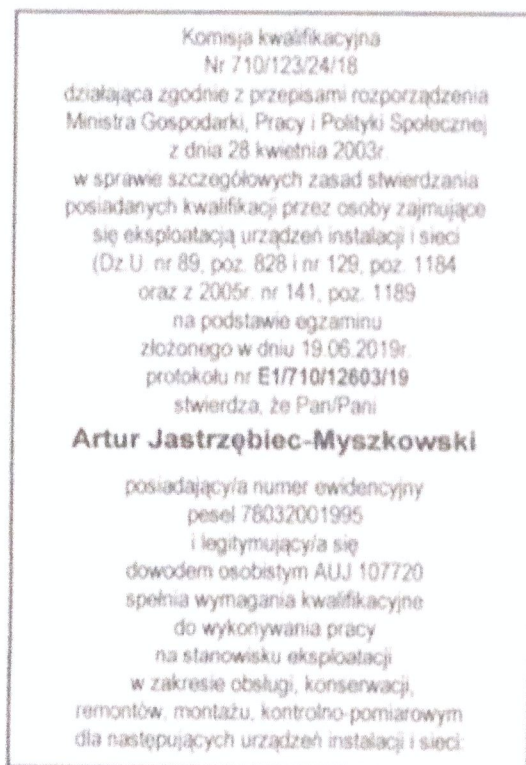 Komisja kwalifikacyjna
Nr 710/123/24/18
działająca zgodnie z przepisami rozporządzenia
Ministra Gospodarki, Pracy i Polityki Społecznej
z dnia 28 kwietnia 2003r.
w sprawie szczegółowych zasad stwierdzania
posiadanych kwalifikacji przez osoby zajmujące
się eksploatacją urządzeń instalacji i sieci
(Dz.U. nr 89, poz. 828 i nr 129, poz. 1184
oraz z 2005r. nr 141, poz. 1189
na podstawie egzaminu
złożonego w dniu 19.06.2019r.
protokołu nr E1/710/12603/19
stwierdza, że Pan/Pani
Artur Jastrzębiec-Myszkowski
posiadający/a numer ewidencyjny
pesel 78032001995
i legitymujący/a się
dowodem osobistym AUJ 107720
spełnia wymagania kwalifikacyjne
do wykonywania pracy
na stanowisku eksploatacji
w zakresie obsługi, konserwacji,
remontów, montażu, kontrolno-pomiarowym
dla następujących urządzeń instalacji i sieci: